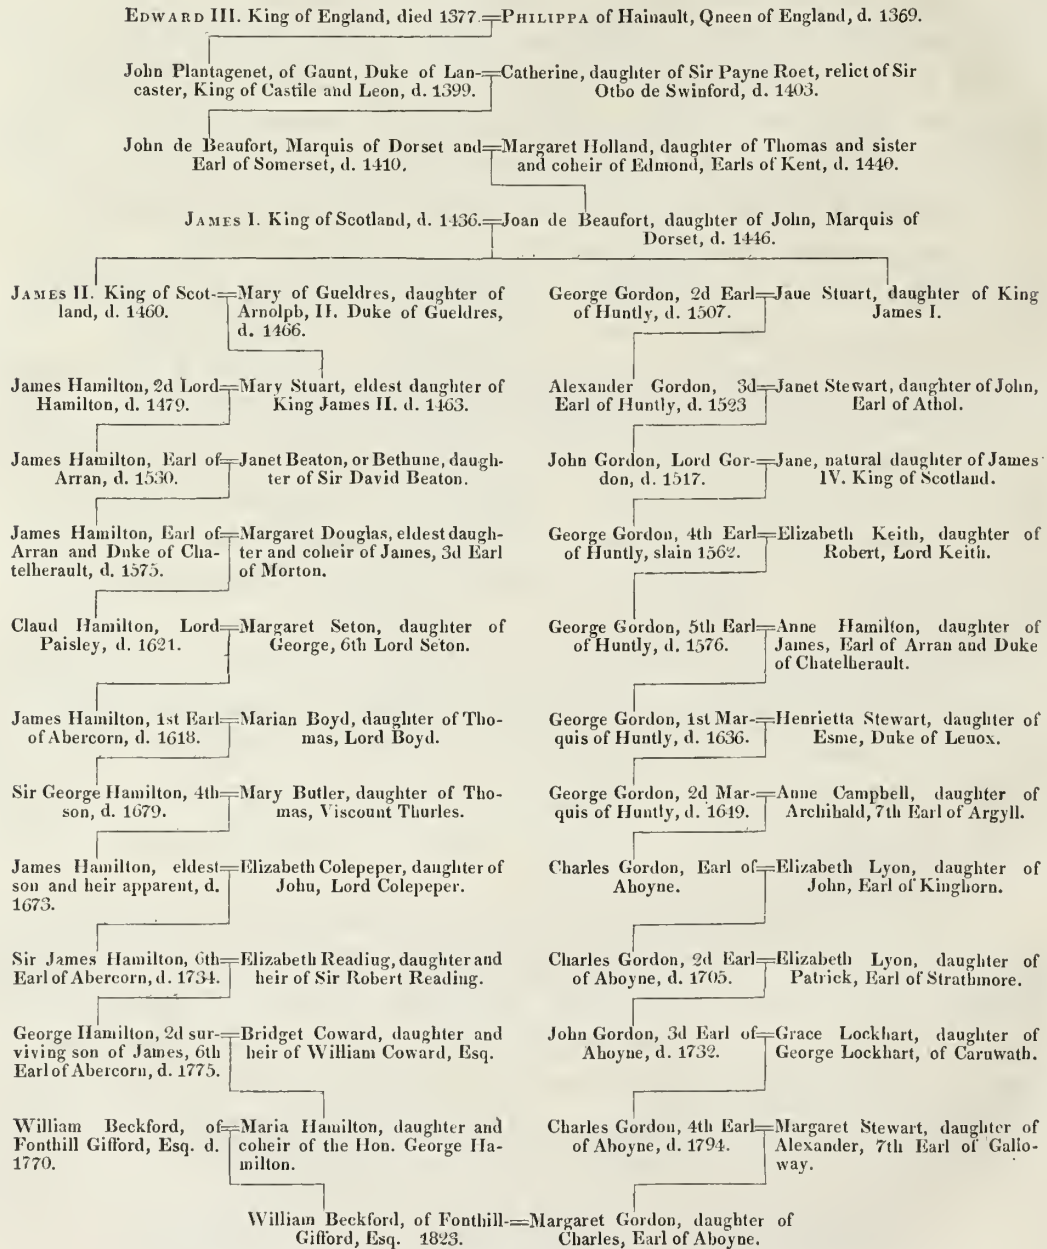 EDWARD III. King of England, died 1377.=PHILIPPA of Hainault, Qneen of England, d. 1369.
John Plantagenet, of Gaunt, Duke of Lan-=Catherine, daughter of Sir Payne Roet, relict of Sir
caster, King of Castile and Leon, d. 1399. Otbo de Swinford, d. 1403.
John de Beaufort, Marquis of Dorset and=Margaret Holland, daughter of Thomas and sister
Earl of Somerset, d. 1410. and coheir of Edmond, Earls of Kent, d. 1440.
JAMES I. King of Scotland, d. 1436.=Joan de Beaufort, daughter of John, Marquis of
Dorset, d. 1446.
JAMES II. King of Scot-=Mary of Gueldres, daughter of
land, d. 1460. Arnolpb, II. Duke of Gueldres,
d. 1466.
James Hamilton, 2d Lord=Mary Stuart, eldest daughter of
Hamilton, d. 1479. King James II. d. 1463.
James Hamilton, Earl of=Janet Beaton, or Bethune, daugh-
Arran, d. 1530. ter of Sir David Beaton.
James Hamilton, Earl of=Margaret Douglas, eldest daugh-
Arran and Duke of Cha- ter and coheir of James, 3d Earl
telherault, d. 1575. of Morton.
Claud Hamilton, Lord=Margaret Seton, daughter of
Paisley, d. 1621. George, 6th Lord Seton.
James Hamilton, 1st Earl=Marian Boyd, daughter of Tho-
of Abercorn, d. 1618. mas, Lord Boyd.
Sir George Hamilton, 4th=Mary Butler, daughter of Tho-
son, d. 1679. mas, Viscount Thurles.
James Hamilton, eldest=Elizabeth Colepeper, daughter of
son and heir apparent, d. John, Lord Colepeper.
1673.
Sir James Hamilton, 6th=Elizabeth Reading, daughter and
Earl of Abercorn, d. 1734. heir of Sir Robert Reading.
George Hamilton, 2d sur-=Bridget Coward, daughter and
viving son of James, 6th heir of William Coward, Esq.
Earl of Abercorn, d. 1775.
William Beckford, of=Maria Hamilton, daughter and
Fonthill Gifford, Esq. d. coheir of the Hon. George Ha-
1770. milton.
George Gordon, 2d Earl=Jaue Stuart, daughter of King
of Huntly, d. 1507. James I.
Alexander Gordon, 3d=Janet Stewart, daughter of John,
Earl of Huntly, d. 1523 Earl of Athol.
John Gordon, Lord Gor-=Jane, natural daughter of James
don, d. 1517. IV. King of Scotland.
George Gordon, 4th Earl=Elizabeth Keith, daughter of
of Huntly, slain 1562. Robert, Lord Keith.
George Gordon, 5th Earl=Anne Hamilton, daughter of
of Huntly, d. 1576. James, Earl of Arran and Duke
of Chatelherault.
George Gordon, 1st Mar-=Henrietta Stewart, daughter of
quis of Huntly, d. 1636. Esme, Duke of Lenox.
George Gordon, 2d Mar-=Anne Campbell, daughter of
quis of Huntly, d. 1649. Archibald, 7th Earl of Argyll.
Charles Gordon, Earl of=Elizabeth Lyon, daughter of
Aboyne. John, Earl of Kinghorn.
Charles Gordon, 2d Earl=Elizabeth Lyon, daughter of
of Aboyne, d. 1705. Patrick, Earl of Strathmore.
John Gordon, 3d Earl of=Grace Lockhart, daughter of
Aboyne, d. 1732. George Lockhart, of Caruwath.
Charles Gordon, 4th Earl=Margaret Stewart, daughter of
of Aboyne, d. 1794. Alexander, 7th Earl of Gallo-
way.
William Beckford, of Fonthill-=Margaret Gordon, daughter of
Gifford, Esq. 1823. Charles, Earl of Aboyne.